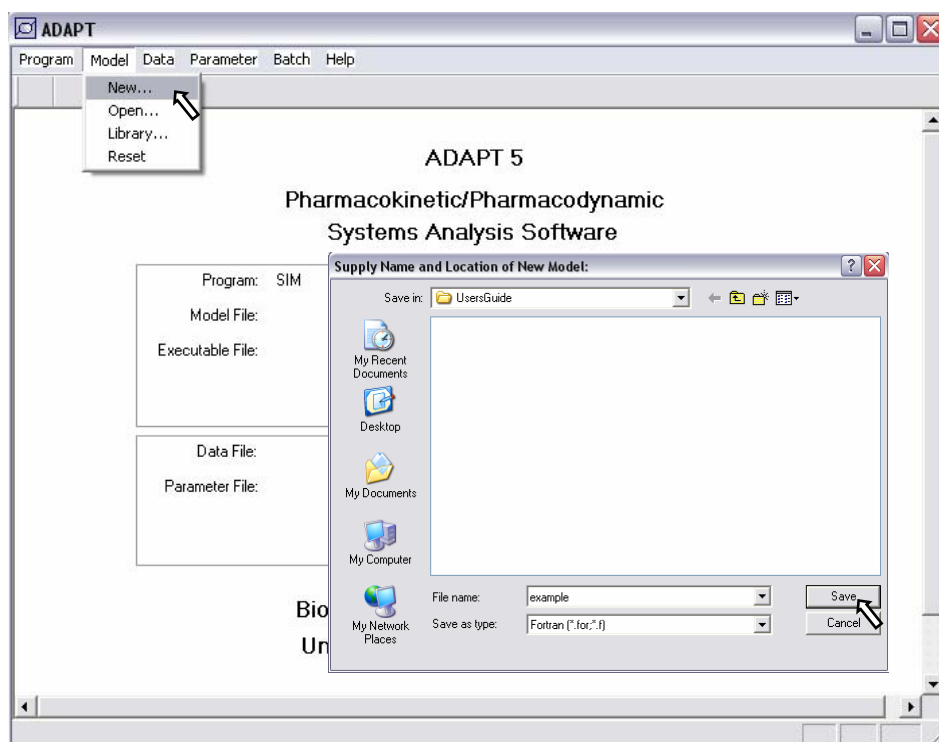 ADAPT
Program Model Data Parameter Batch Help
New...
Open...
Library...
Reset
ADAPT 5
Pharmacokinetic/Pharmacodynamic
Systems Analysis Software
Program: SIM
Model File:
Executable File:
Data File:
Parameter File:
Bio
Un
Supply Name and Location of New Model:
Save in: UsersGuide
My Recent
Documents
Desktop
My Documents
My Computer
My Network
Places
File name: example
Save
Save as type: Fortran (*.for;*.f)
Cancel